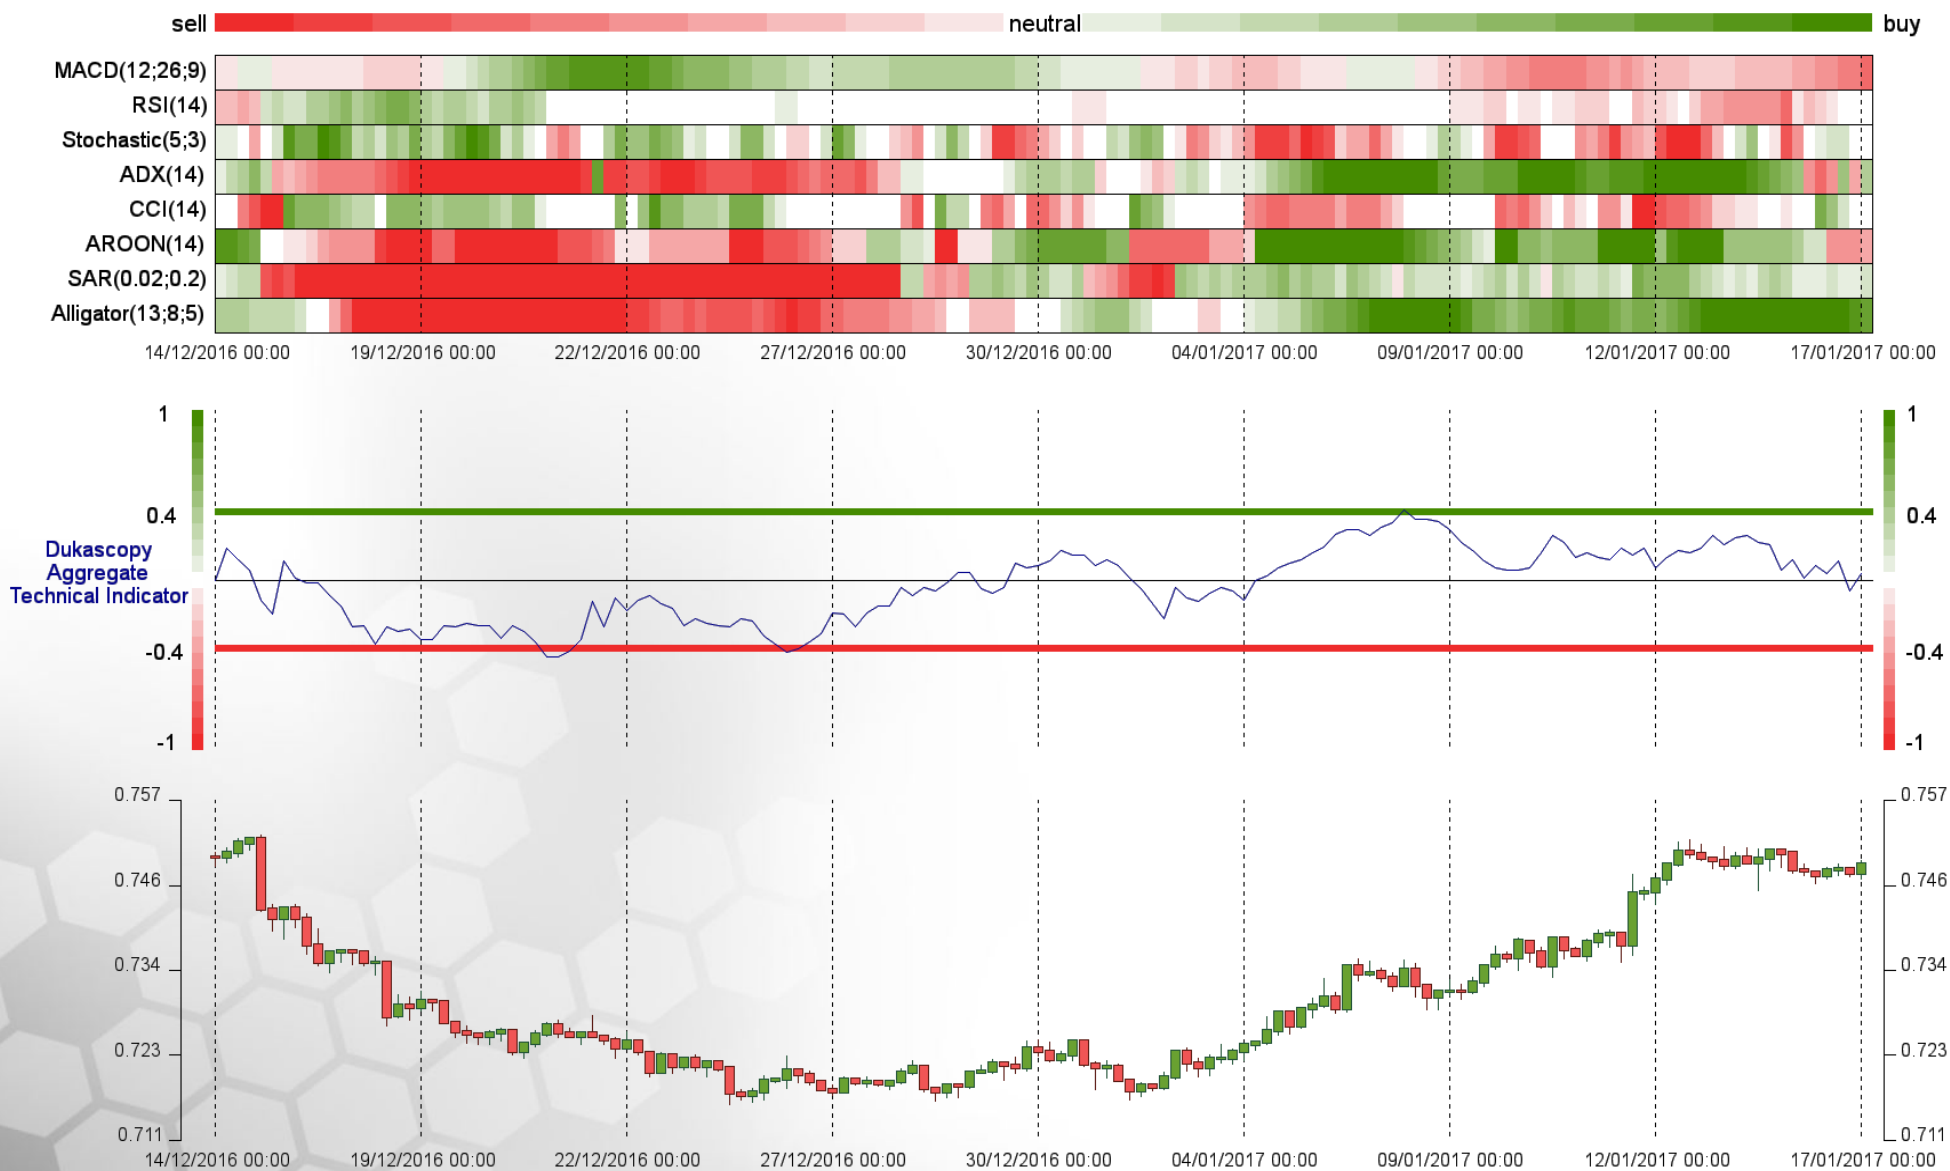 sell neutral buy
MACD(12;26;9)
RSI(14)
Stochastic(5;3)
ADX(14)
CCI(14)
AROON(14)
SAR(0.02;0.2)
Alligator(13;8;5)
14/12/2016 00:00 19/12/2016 00:00 22/12/2016 00:00 27/12/2016 00:00 30/12/2016 00:00 04/01/2017 00:00 09/01/2017 00:00 12/01/2017 00:00 17/01/2017 00:00
1 1
0.4 0.4
Dukascopy
Aggregate
Technical Indicator
-0.4 -0.4
-1 -1
0.757 0.757
0.746 0.746
0.734 0.734
0.723 0.723
0.711 0.711
14/12/2016 00:00 19/12/2016 00:00 22/12/2016 00:00 27/12/2016 00:00 30/12/2016 00:00 04/01/2017 00:00 09/01/2017 00:00 12/01/2017 00:00 17/01/2017 00:00